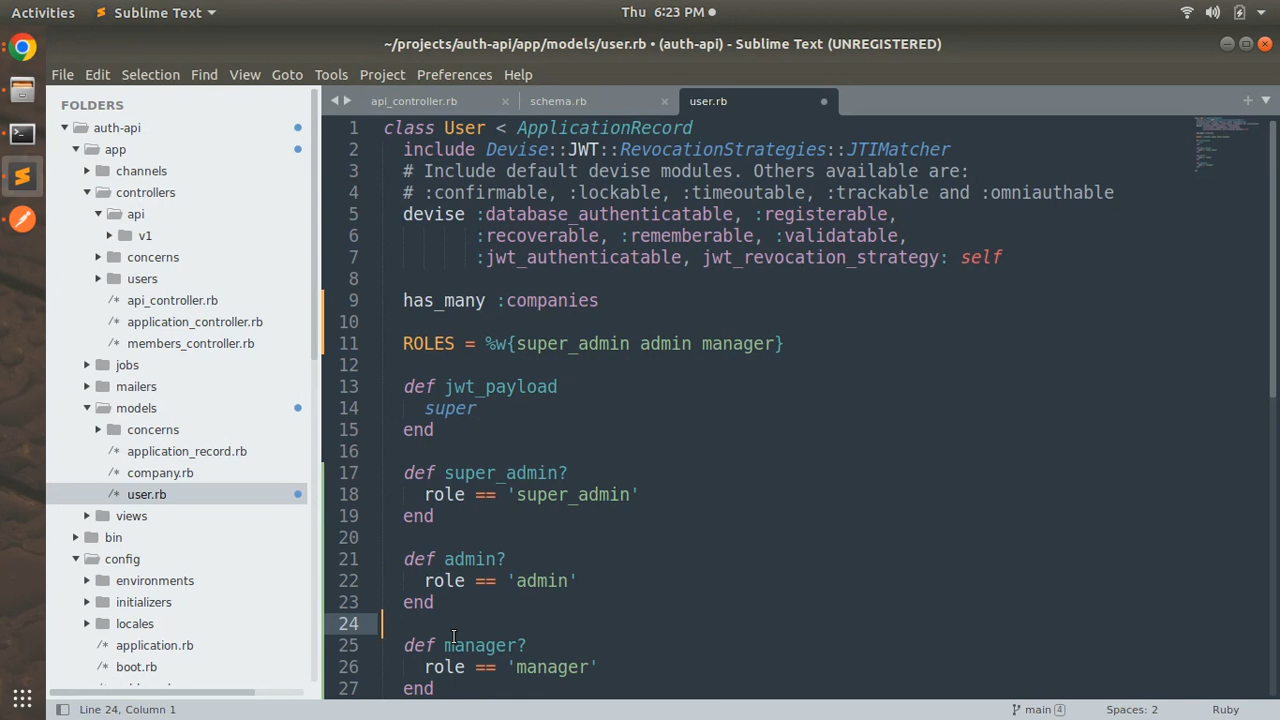 Activities Sublime Text Thu 6:23 PM
~/projects/auth-api/app/models/user.rb • (auth-api) - Sublime Text (UNREGISTERED)
File Edit Selection Find View Goto Tools Project Preferences Help
FOLDERS
auth-api
app
channels
controllers
api
v1
concerns
users
/* api_controller.rb
/* application_controller.rb
/* members_controller.rb
jobs
mailers
models
concerns
/* application_record.rb
/* company.rb
/* user.rb
views
bin
config
environments
initializers
locales
/* application.rb
/* boot.rb
api_controller.rb × schema.rb × user.rb
1 class User < ApplicationRecord
2 include Devise::JWT::RevocationStrategies::JTIMatcher
3 # Include default devise modules. Others available are:
4 # :confirmable, :lockable, :timeoutable, :trackable and :omniauthable
5 devise :database_authenticatable, :registerable,
6 :recoverable, :rememberable, :validatable,
7 :jwt_authenticatable, jwt_revocation_strategy: self
8
9 has_many :companies
10
11 ROLES = %w{super_admin admin manager}
12
13 def jwt_payload
14 super
15 end
16
17 def super_admin?
18 role == 'super_admin'
19 end
20
21 def admin?
22 role == 'admin'
23 end
24
25 def manager?
26 role == 'manager'
27 end
Line 24, Column 1 main 4 Spaces: 2 Ruby